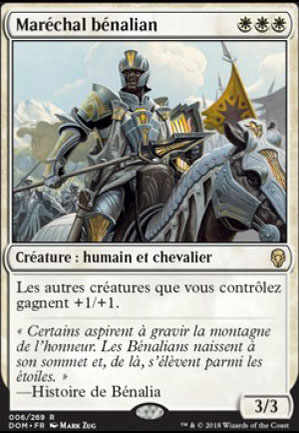 Maréchal bénalian
Créature : humain et chevalier
Les autres créatures que vous contrôlez
gagnent +1/+1.
« Certains aspirent à gravir la montagne
de l'honneur. Les Bénalians naissent à
son sommet et, de là, s'élèvent parmi les
étoiles. »
—Histoire de Bénalia
3/3
006/269 R
DOM • FR Mark Zug
™ & © 2018 Wizards of the Coast